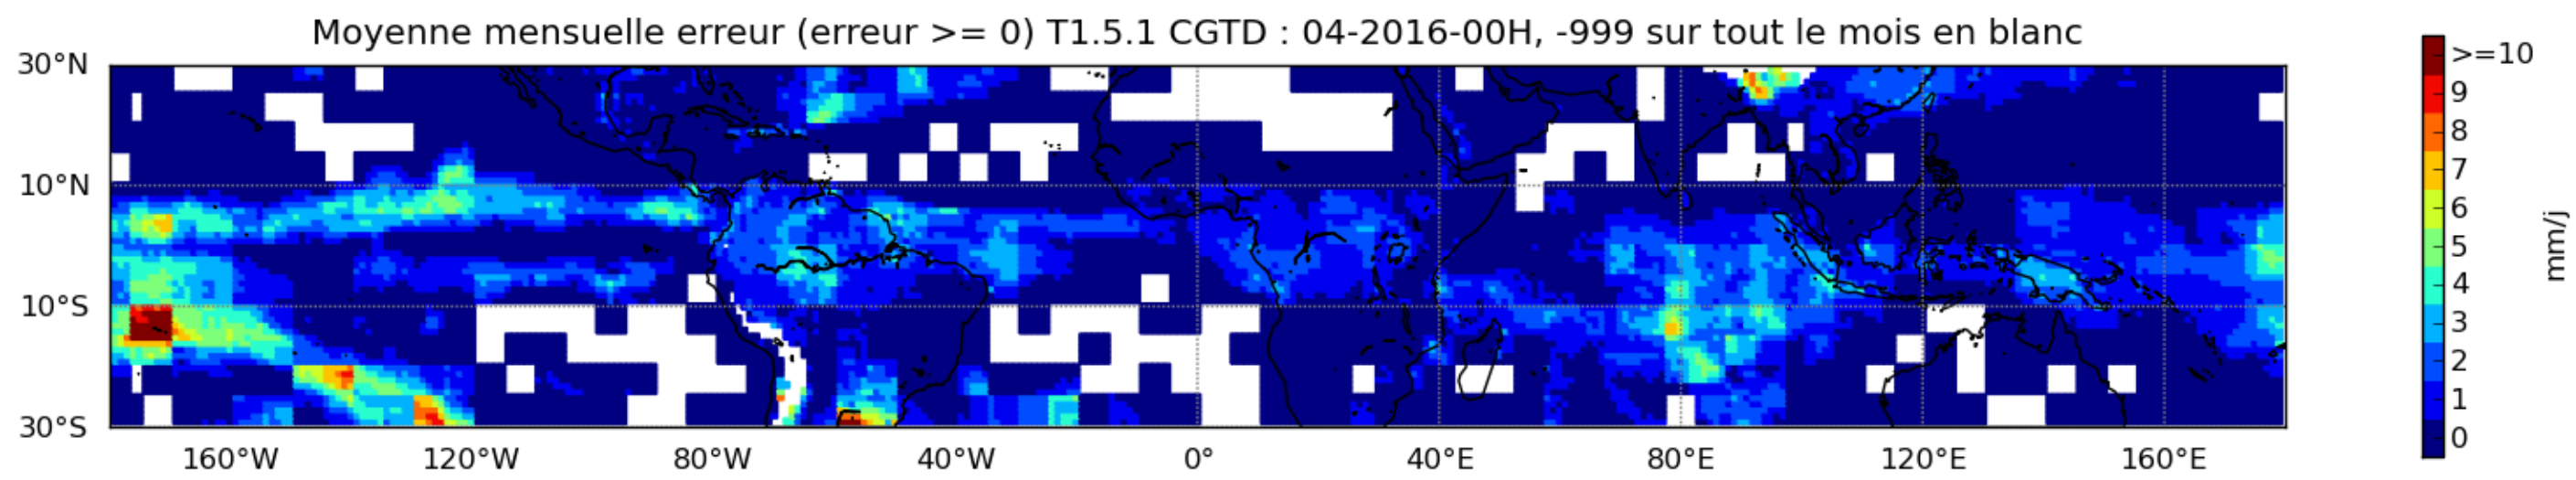 Moyenne mensuelle erreur (erreur >= 0) T1.5.1 CGTD : 04-2016-00H, -999 sur tout le mois en blanc
30°N
10°N
10°S
30°S
160°W 120°W 80°W 40°W 0° 40°E 80°E 120°E 160°E
>=10
9
8
7
6
5
4
3
2
1
0
mm/j